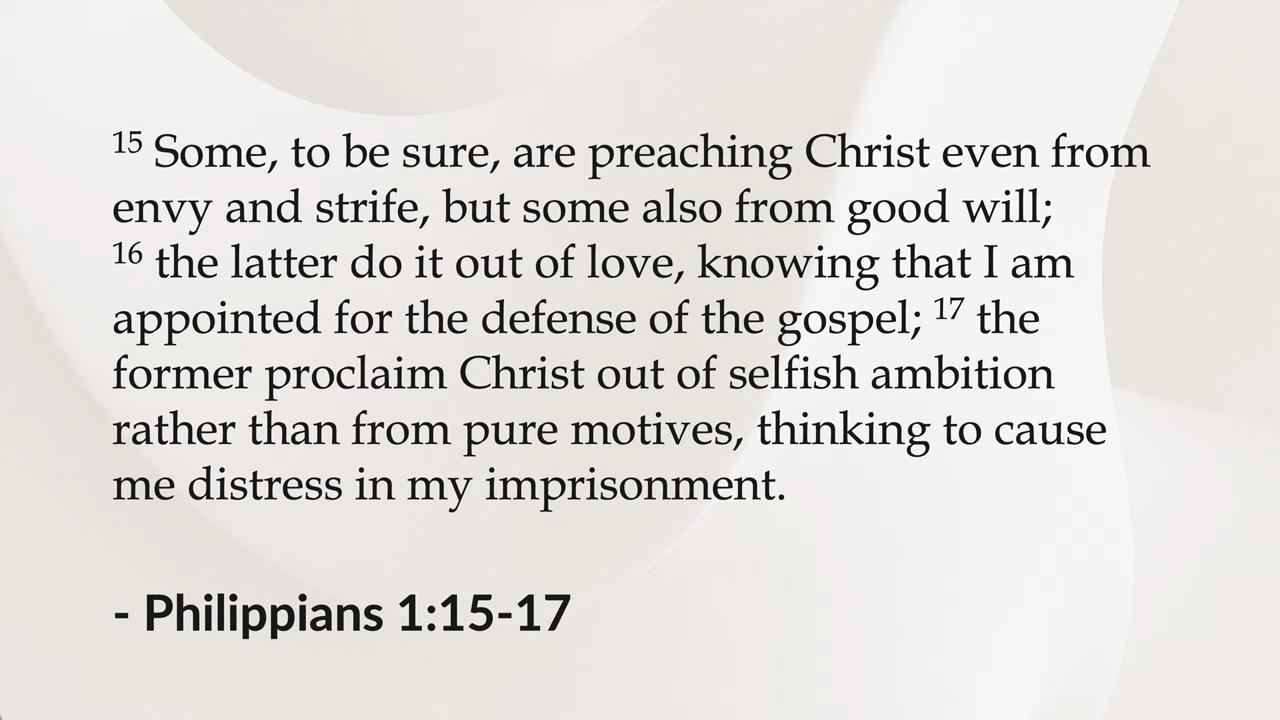 15 Some, to be sure, are preaching Christ even from
envy and strife, but some also from good will;
16 the latter do it out of love, knowing that I am
appointed for the defense of the gospel; 17 the
former proclaim Christ out of selfish ambition
rather than from pure motives, thinking to cause
me distress in my imprisonment.
- Philippians 1:15-17